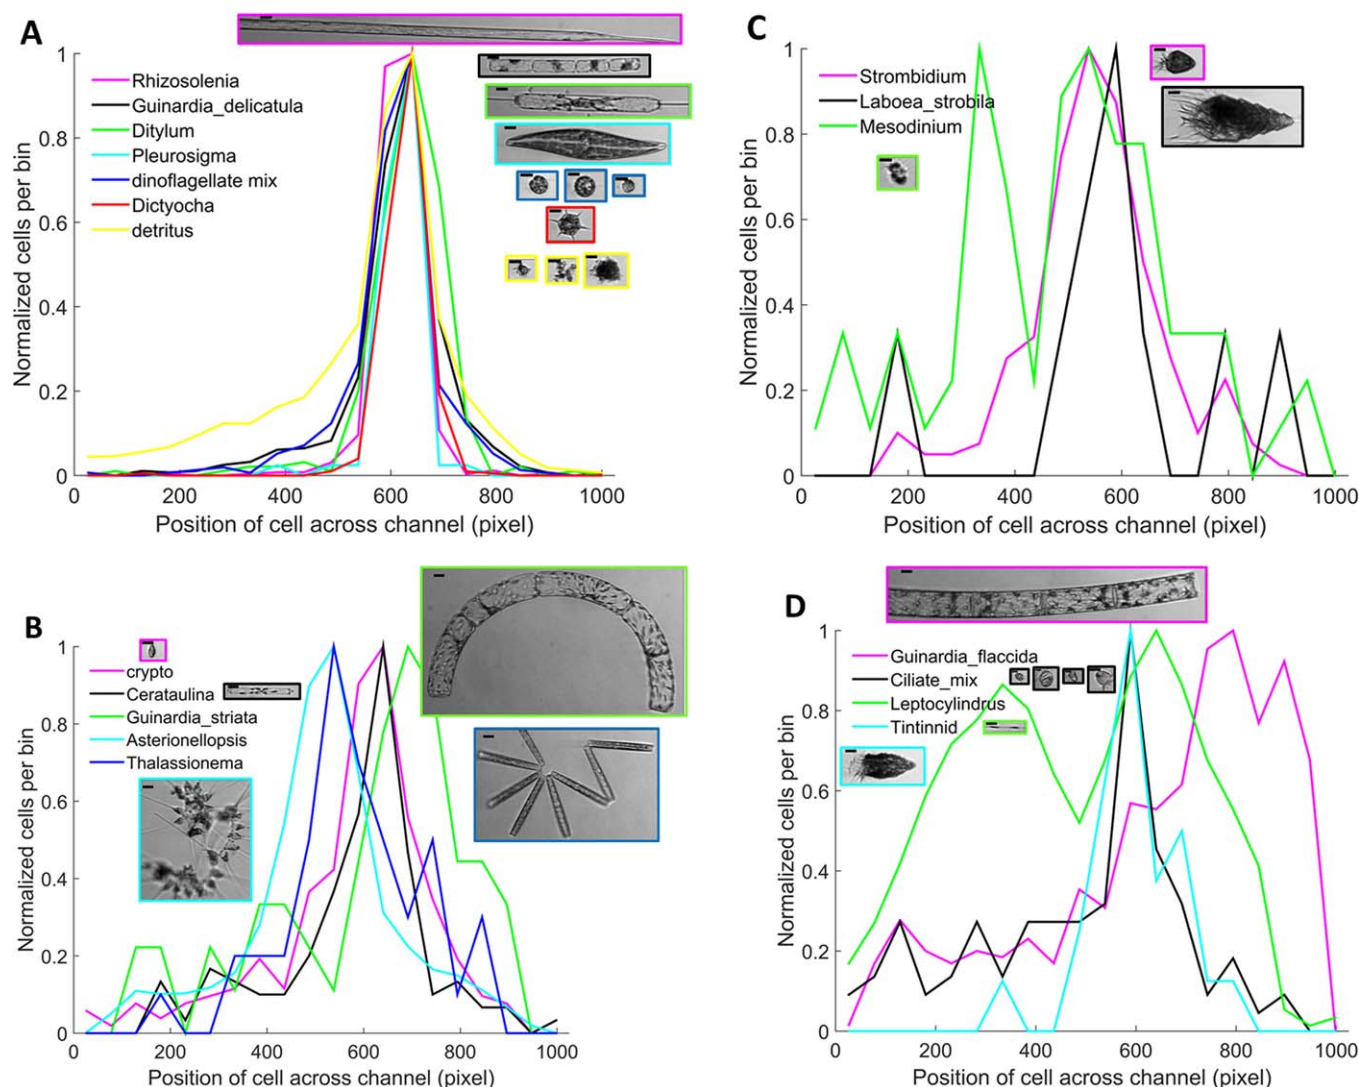 A
1
0.8
0.6
0.4
0.2
0
Normalized cells per bin
Rhizosolenia
Guinardia_delicatula
Ditylum
Pleurosigma
dinoflagellate mix
Dictyocha
detritus
0 200 400 600 800 1000
Position of cell across channel (pixel)
C
1
0.8
0.6
0.4
0.2
0
Normalized cells per bin
Strombidium
Laboea_strobila
Mesodinium
200 400 600 800 1000
Position of cell across channel (pixel)
B
1
0.8
0.6
0.4
0.2
0
Normalized cells per bin
crypto
Cerataulina
Guinardia_striata
Asterionellopsis
Thalassionema
0 200 400 600 800 1000
Position of cell across channel (pixel)
D
1
0.8
0.6
0.4
0.2
0
Normalized cells per bin
Guinardia_flaccida
Ciliate_mix
Leptocylindrus
Tintinnid
200 400 600 800 1000
Position of cell across channel (pixel)